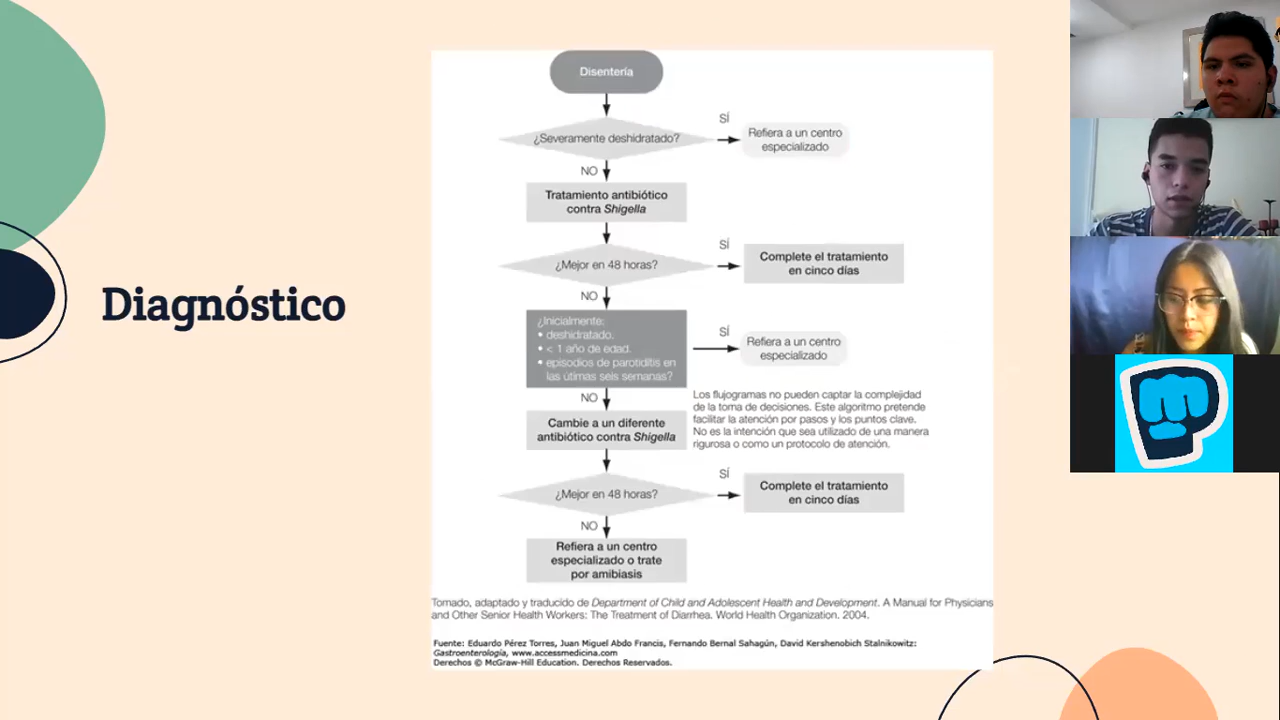 Diagnóstico
Disentería
¿Severamente deshidratado?
SÍ
Refiera a un centro
especializado
NO
Tratamiento antibiótico
contra Shigella
¿Mejor en 48 horas?
SÍ
Complete el tratamiento
en cinco días
NO
¿Inicialmente:
• deshidratado.
• < 1 año de edad.
• episodios de parotidítis en
las útimas seis semanas?
SÍ
Refiera a un centro
especializado
NO
Cambie a un diferente
antibiótico contra Shigella
Los flujogramas no pueden captar la complejidad
de la toma de decisiones. Este algoritmo pretende
facilitar la atención por pasos y los puntos clave.
No es la intención que sea utilizado de una manera
rigurosa o como un protocolo de atención.
¿Mejor en 48 horas?
SÍ
Complete el tratamiento
en cinco días
NO
Refiera a un centro
especializado o trate
por amibiasis
Tomado, adaptado y traducido de Department of Child and Adolescent Health and Development. A Manual for Physicians
and Other Senior Health Workers: The Treatment of Diarrhea. World Health Organization. 2004.
Fuente: Eduardo Pérez Torres, Juan Miguel Abdo Francis, Fernando Bernal Sahagún, David Kershenobich Stalnikowitz:
Gastroenterología, www.accessmedicina.com
Derechos © McGraw-Hill Education. Derechos Reservados.